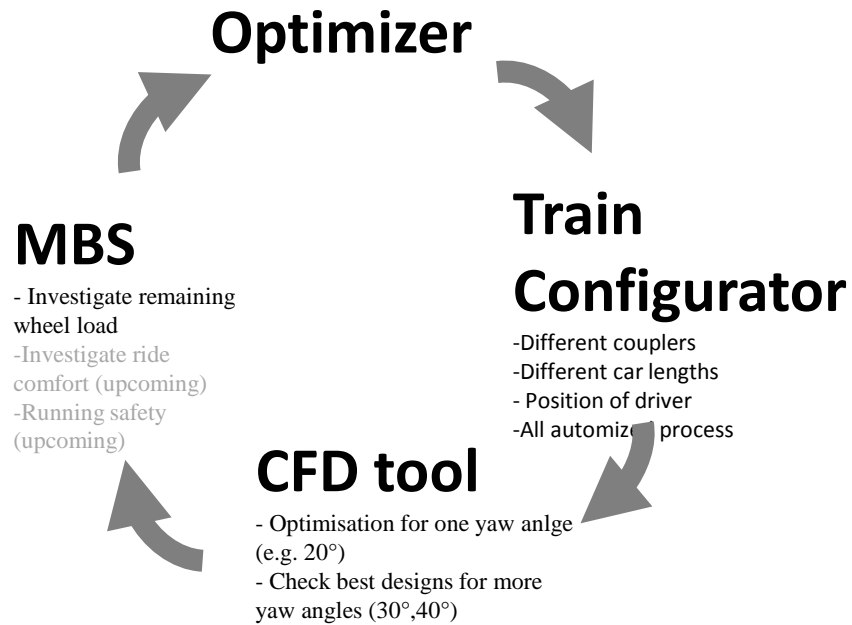 Optimizer
Train
Configurator
-Different couplers
-Different car lengths
- Position of driver
-All automized process
MBS
- Investigate remaining
wheel load
-Investigate ride
comfort (upcoming)
-Running safety
(upcoming)
CFD tool
- Optimisation for one yaw anlge
(e.g. 20°)
- Check best designs for more
yaw angles (30°,40°)